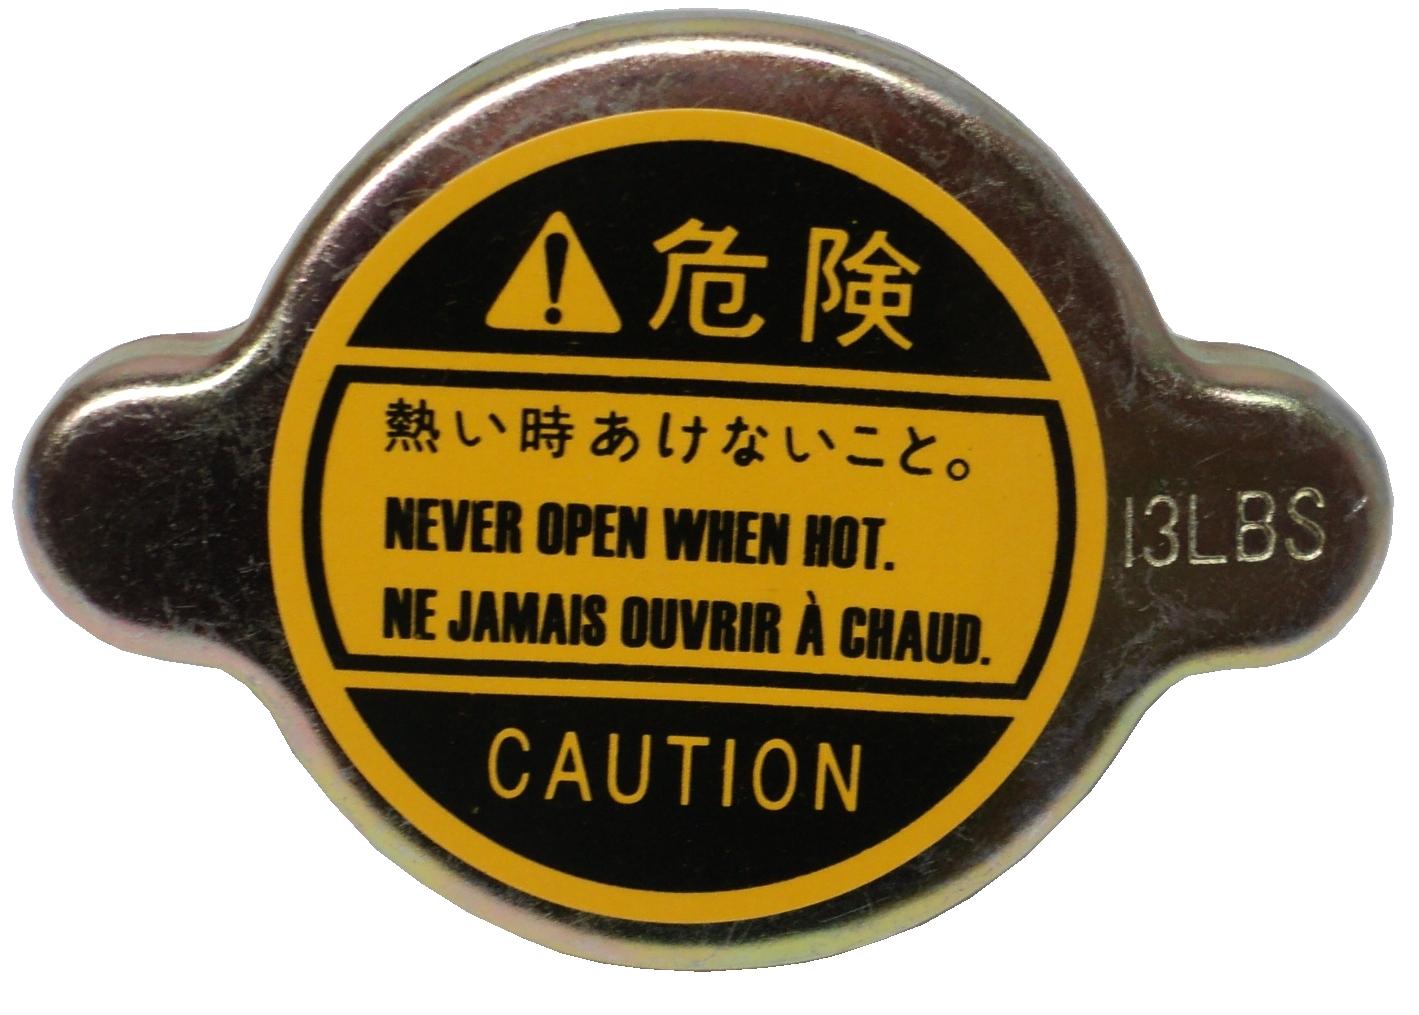 危険
熱い時あけないこと。
NEVER OPEN WHEN HOT.
NE JAMAIS OUVRIR À CHAUD.
13LBS
CAUTION